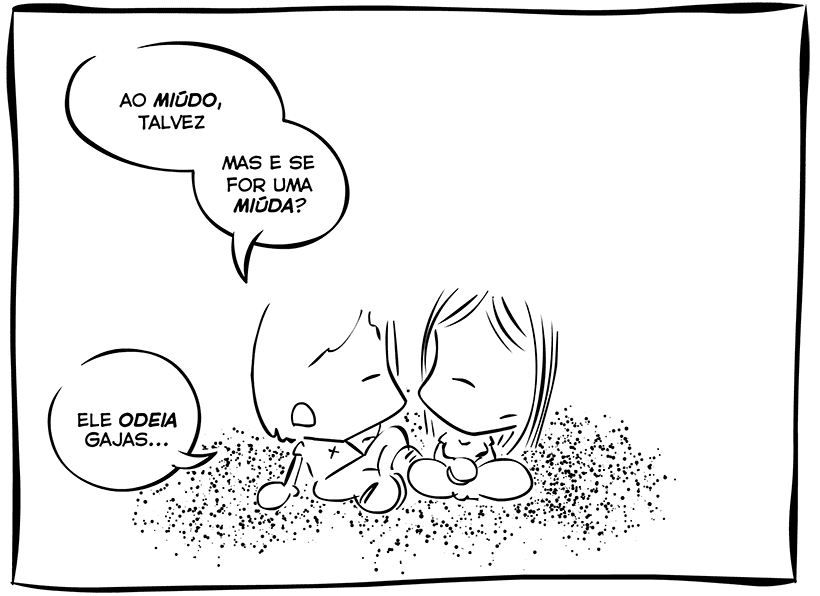 AO MIÚDO,
TALVEZ
MAS E SE
FOR UMA
MIÚDA?
ELE ODEIA
GAJAS...